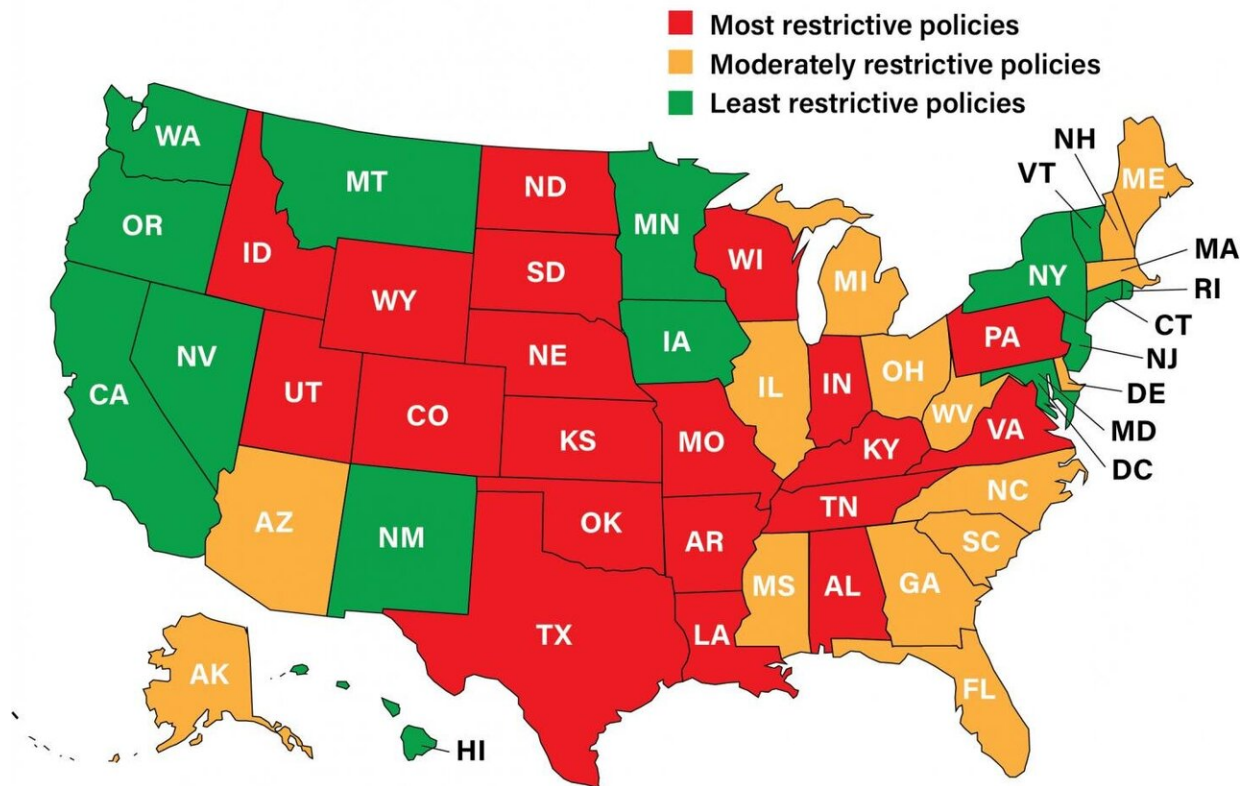 Most restrictive policies
Moderately restrictive policies
Least restrictive policies
WA
MT
ND
MN
NH
VT
ME
OR
ID
SD
WI
MI
NY
MA
RI
WY
CT
NV
NE
IA
PA
NJ
CA
UT
CO
IL
IN
OH
DE
WV
MD
KS
MO
KY
VA
DC
AZ
NM
OK
TN
NC
AR
SC
MS
AL
GA
TX
LA
AK
FL
HI